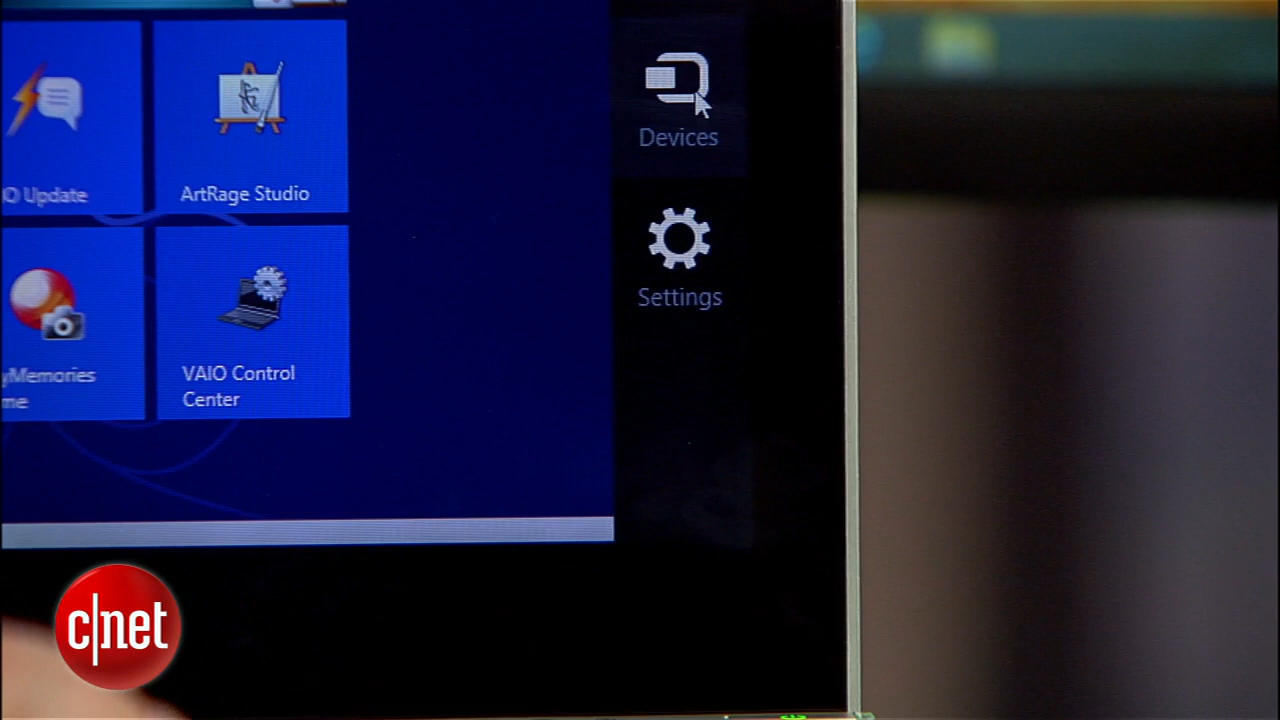 O Update
ArtRage Studio
Devices
Settings
yMemories
me
VAIO Control
Center
c|net